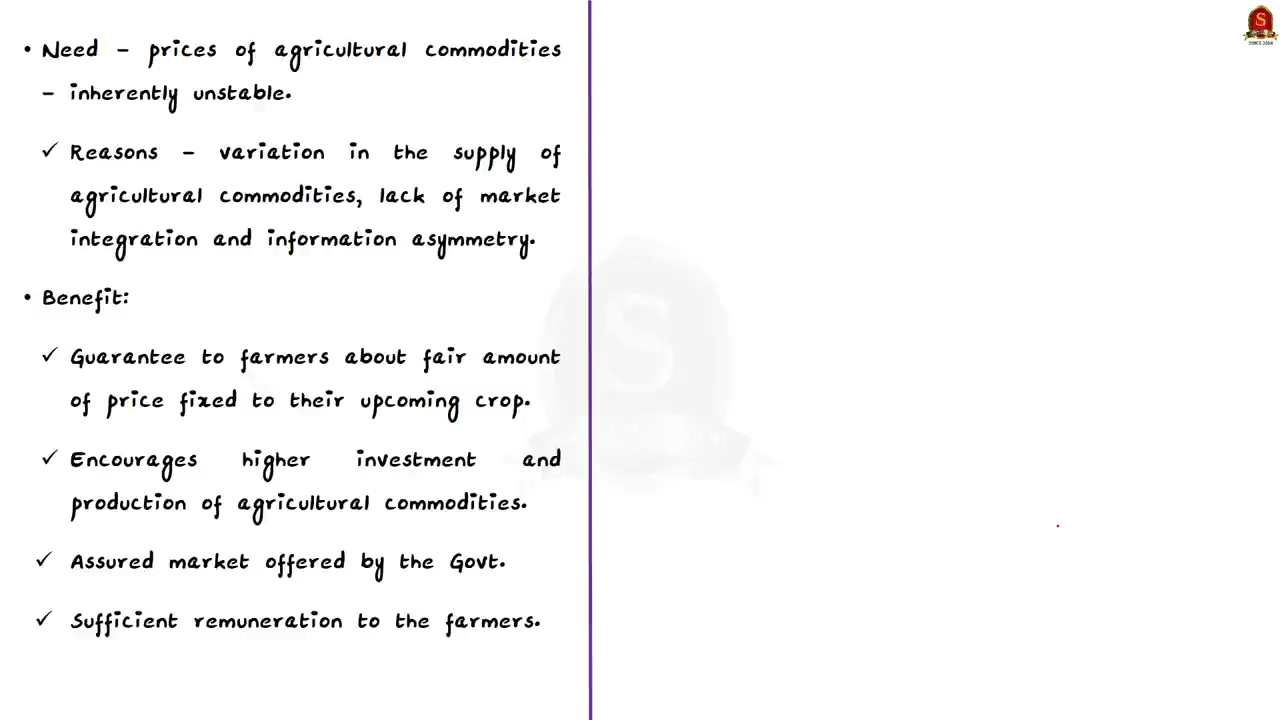 • Need – prices of agricultural commodities
– inherently unstable.
✓ Reasons – variation in the supply of
agricultural commodities, lack of market
integration and information asymmetry.
• Benefit:
✓ Guarantee to farmers about fair amount
of price fixed to their upcoming crop.
✓ Encourages higher investment and
production of agricultural commodities.
✓ Assured market offered by the Govt.
✓ Sufficient remuneration to the farmers.
S
SINCE 2004
S